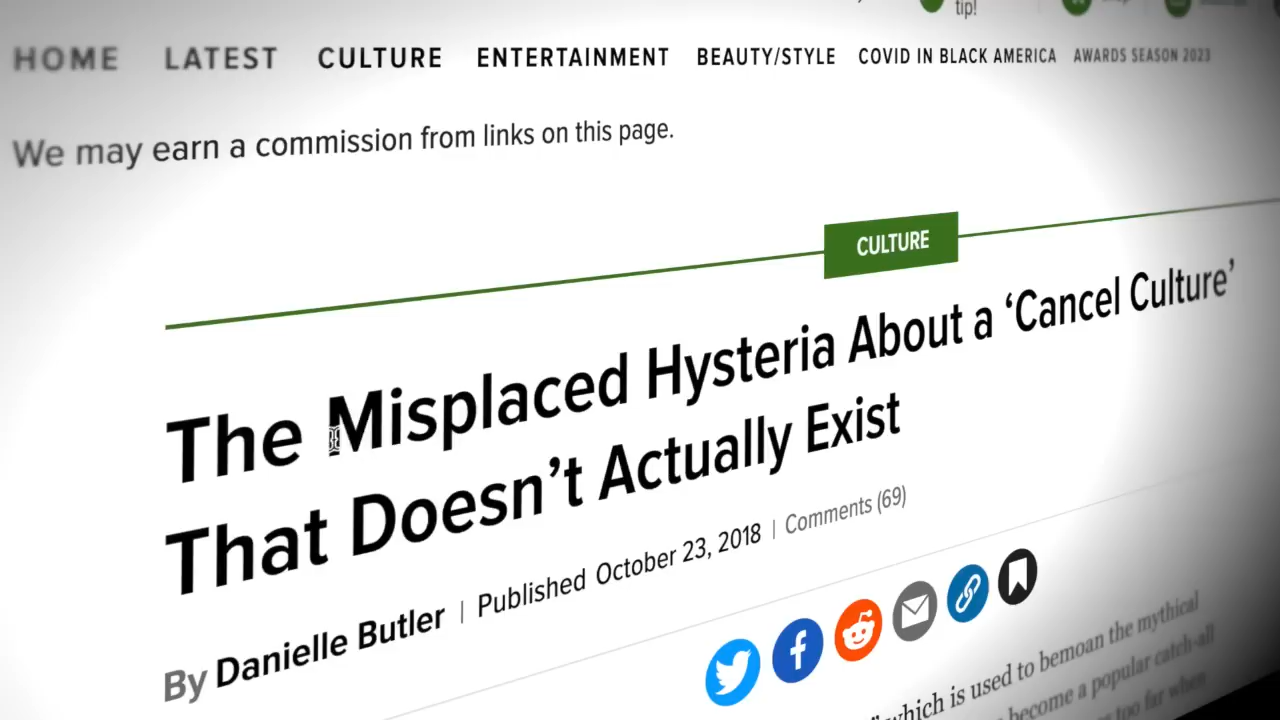 tip!
HOME LATEST CULTURE ENTERTAINMENT BEAUTY/STYLE COVID IN BLACK AMERICA AWARDS SEASON 2023
We may earn a commission from links on this page.
CULTURE
The Misplaced Hysteria About a ‘Cancel Culture’
That Doesn’t Actually Exist
By Danielle Butler | Published October 23, 2018 | Comments (69)
"which is used to bemoan the mythical
become a popular catch-all
too far when